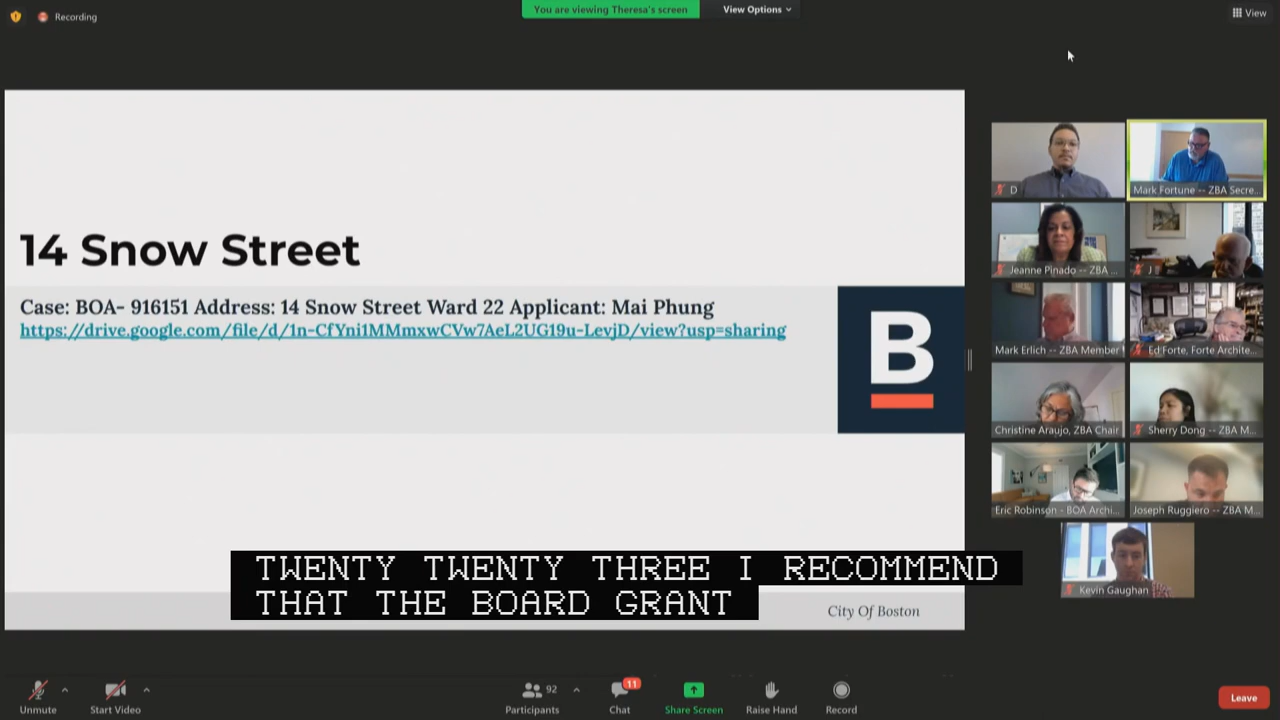 Recording
You are viewing Theresa's screen
View Options
View
14 Snow Street
Case: BOA- 916151 Address: 14 Snow Street Ward 22 Applicant: Mai Phung
https://drive.google.com/file/d/1n-CfYni1MMmxwCVw7AeL2UG19u-LevjD/view?usp=sharing
B
City Of Boston
TWENTY TWENTY THREE I RECOMMEND
THAT THE BOARD GRANT
D
Mark Fortune -- ZBA Secre...
Jeanne Pinado -- ZBA ...
J
Mark Erlich -- ZBA Member
Ed Forte, Forte Archite...
Christine Araujo, ZBA Chair
Sherry Dong -- ZBA M...
Eric Robinson - BOA Archi...
Joseph Ruggiero -- ZBA M...
Kevin Gaughan
Unmute
Start Video
92
Participants
11
Chat
Share Screen
Raise Hand
Record
Leave